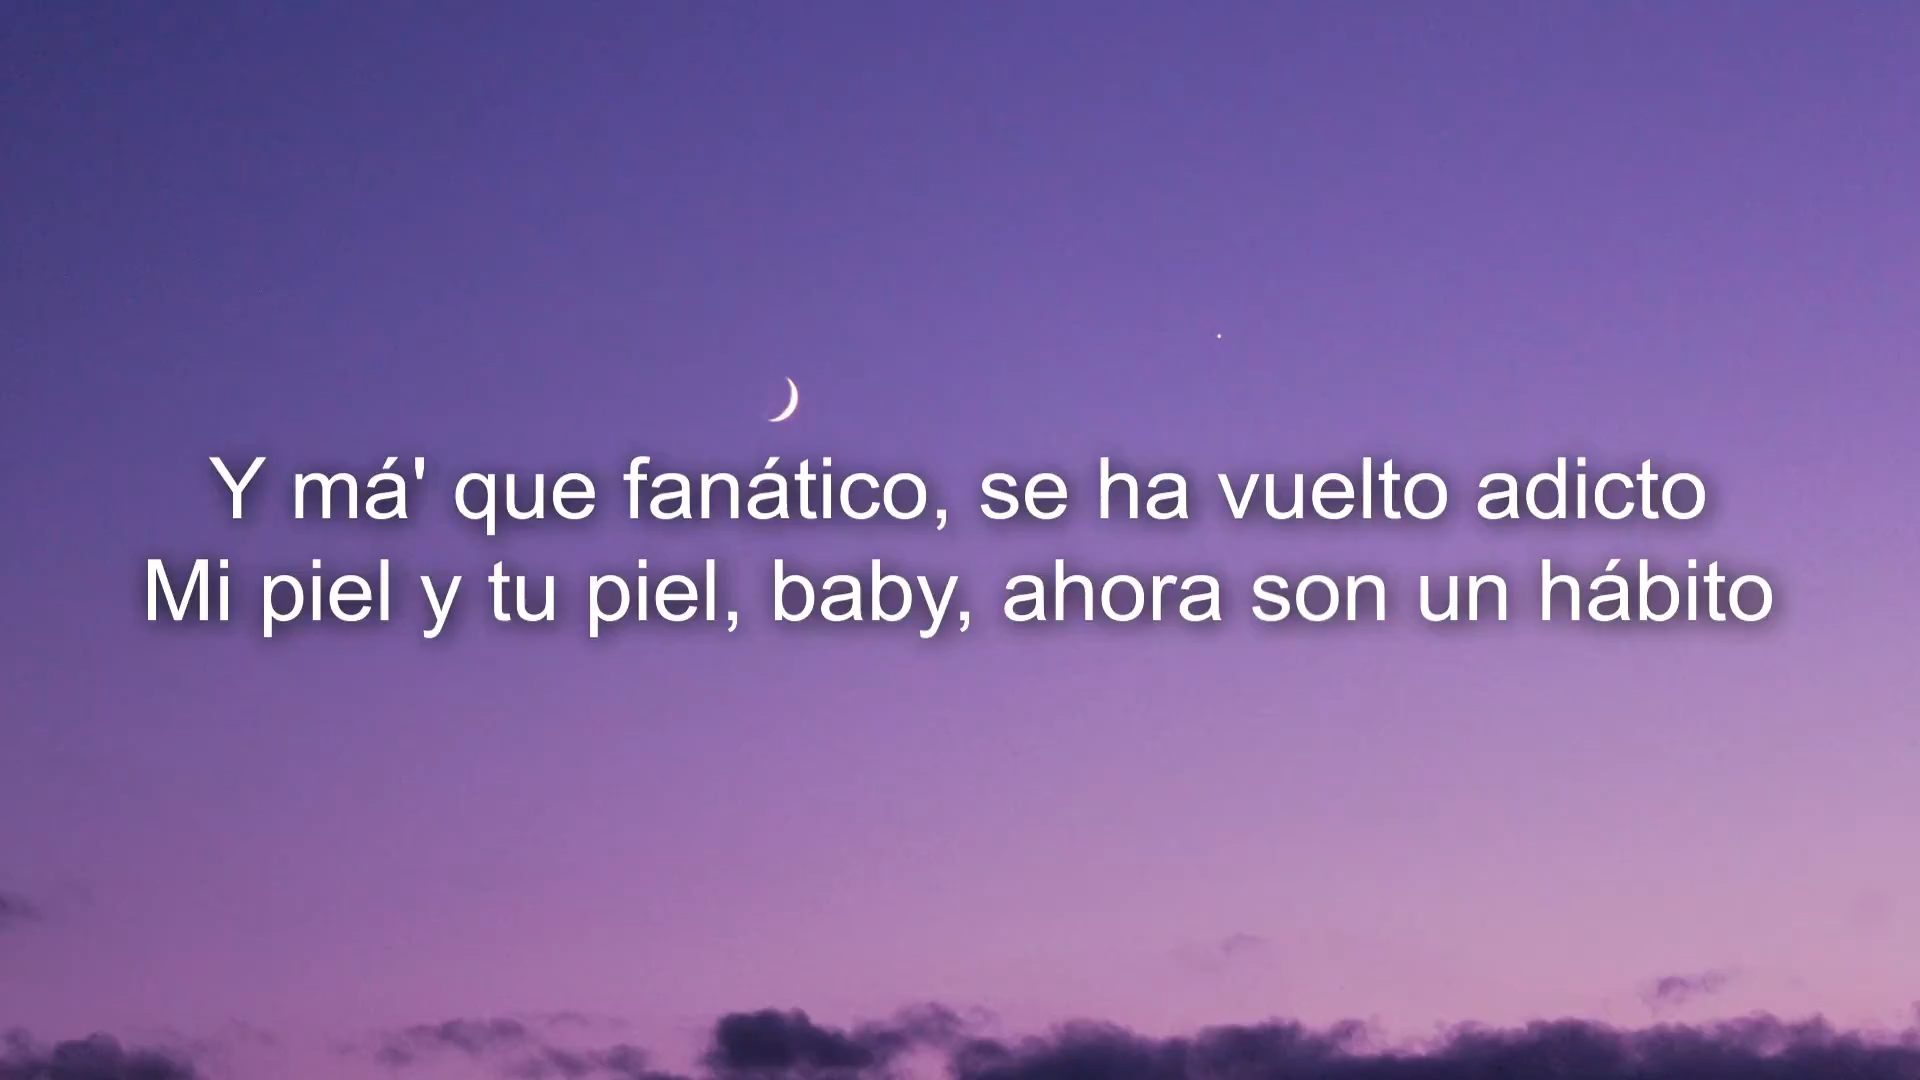 Y má' que fanático, se ha vuelto adicto
Mi piel y tu piel, baby, ahora son un hábito